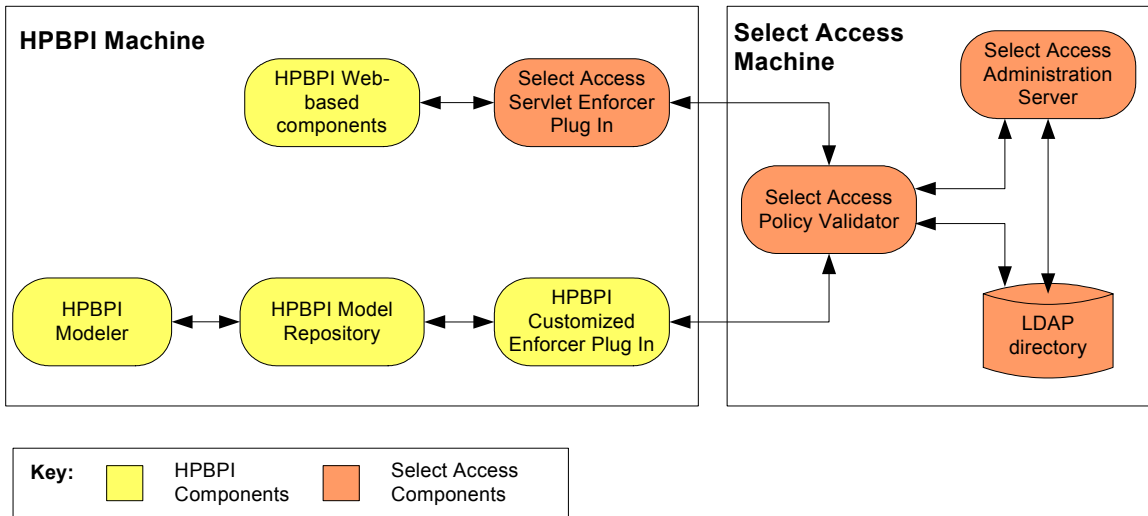 HPBPI Machine
HPBPI Web-
based
components
Select Access
Servlet Enforcer
Plug In
HPBPI
Modeler
HPBPI Model
Repository
HPBPI
Customized
Enforcer Plug In
Select Access
Machine
Select Access
Administration
Server
Select Access
Policy Validator
LDAP
directory
Key:
HPBPI
Components
Select Access
Components